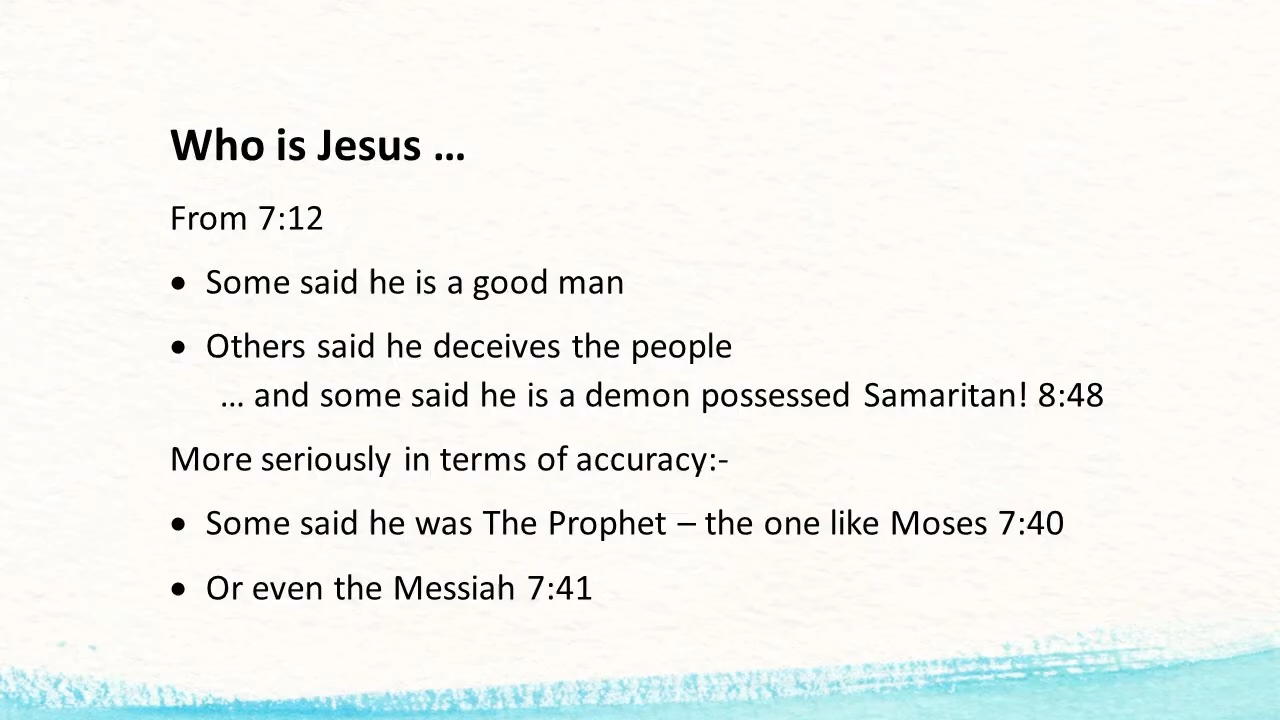 Who is Jesus …
From 7:12
• Some said he is a good man
• Others said he deceives the people
… and some said he is a demon possessed Samaritan! 8:48
More seriously in terms of accuracy:-
• Some said he was The Prophet – the one like Moses 7:40
• Or even the Messiah 7:41